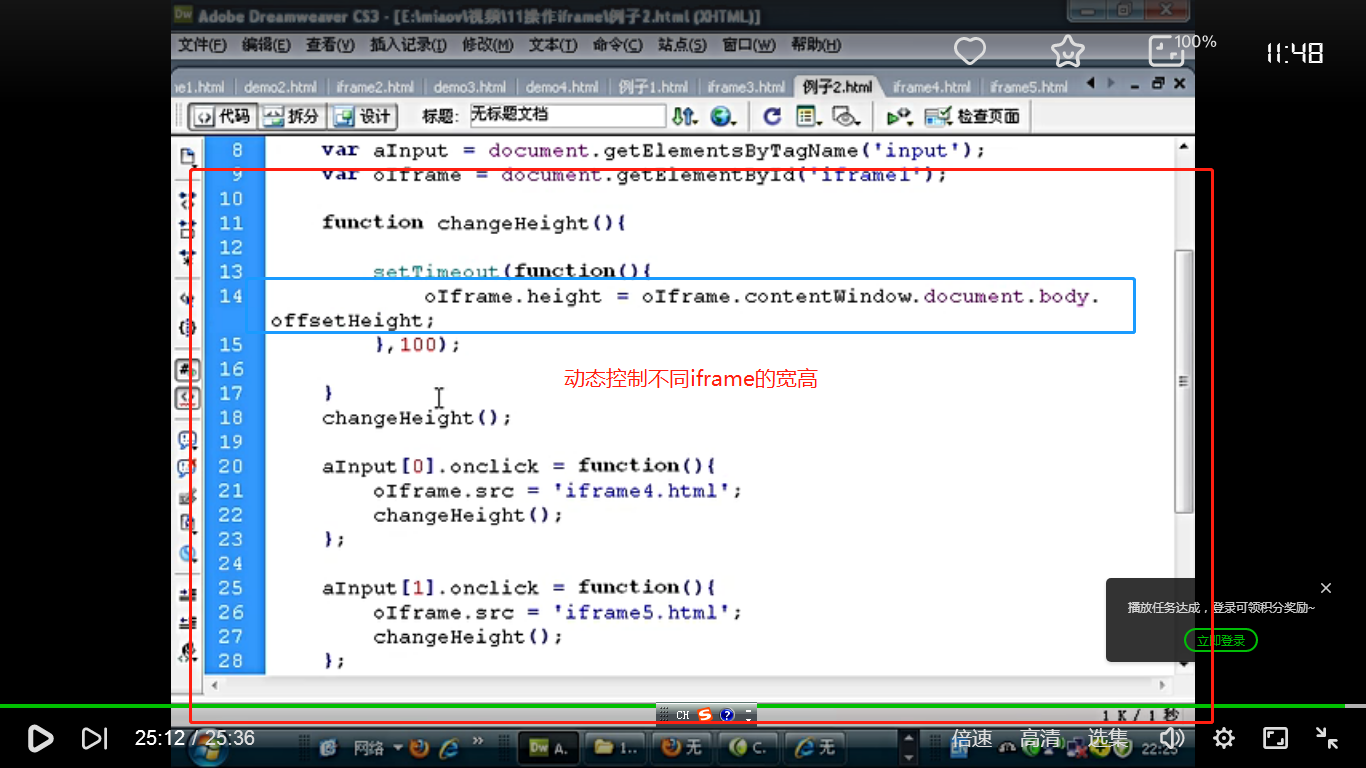 Dw Adobe Dreamweaver CS3 - [E:\miaov\视频\11操作iframe\例子2.html (XHTML)]
文件(F) 编辑(E) 查看(V) 插入记录(I) 修改(M) 文本(T) 命令(C) 站点(S) 窗口(W) 帮助(H)
100%
11:48
me1.html demo2.html iframe2.html demo3.html demo4.html 例子1.html iframe3.html 例子2.html iframe4.html iframe5.html
代码 拆分 设计 标题: 无标题文档 检查页面
8 var aInput = document.getElementsByTagName('input');
9 var oIframe = document.getElementById('iframe1');
10
11 function changeHeight(){
12
13 setTimeout(function(){
14 oIframe.height = oIframe.contentWindow.document.body.
offsetHeight;
15 },100);
16
动态控制不同iframe的宽高
17 }
18 changeHeight();
19
20 aInput[0].onclick = function(){
21 oIframe.src = 'iframe4.html';
22 changeHeight();
23 };
24
25 aInput[1].onclick = function(){
26 oIframe.src = 'iframe5.html';
27 changeHeight();
28 };
播放任务达成，登录可领积分奖励~
立即登录
CH
1 K / 1 秒
25:12 / 25:36
网络 Dw A. 1.. 无 C. 无
倍速 高清 选集